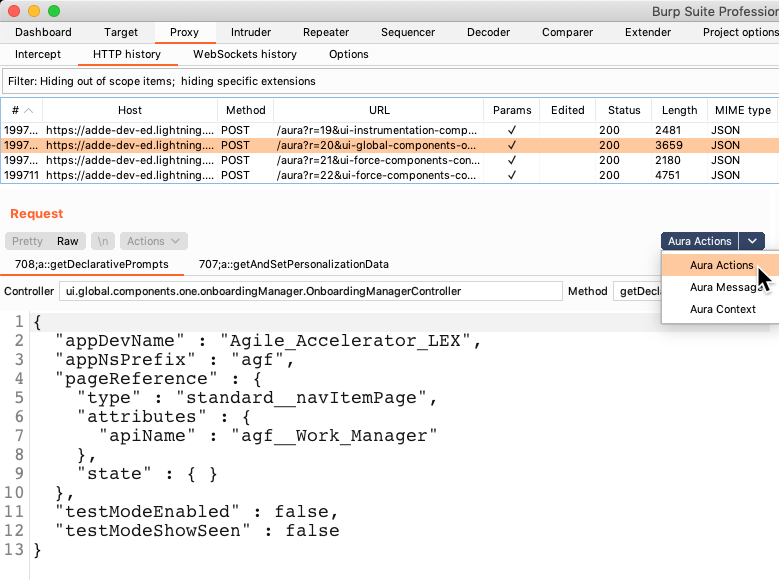 Burp Suite Profession
Dashboard Target Proxy Intruder Repeater Sequencer Decoder Comparer Extender Project options
Intercept HTTP history WebSockets history Options
Filter: Hiding out of scope items; hiding specific extensions
# Host Method URL Params Edited Status Length MIME type
1997... https://adde-dev-ed.lightning.... POST /aura?r=19&ui-instrumentation-comp... ✓ 200 2481 JSON
1997... https://adde-dev-ed.lightning.... POST /aura?r=20&ui-global-components-o... ✓ 200 3659 JSON
1997... https://adde-dev-ed.lightning.... POST /aura?r=21&ui-force-components-con... ✓ 200 2180 JSON
199711 https://adde-dev-ed.lightning.... POST /aura?r=22&ui-force-components-co... ✓ 200 4751 JSON
Request
Pretty Raw \n Actions Aura Actions
708;a::getDeclarativePrompts 707;a::getAndSetPersonalizationData
Aura Actions
Aura Message
Aura Context
Controller ui.global.components.one.onboardingManager.OnboardingManagerController Method getDecla
1 {
2 "appDevName" : "Agile_Accelerator_LEX",
3 "appNsPrefix" : "agf",
4 "pageReference" : {
5 "type" : "standard__navItemPage",
6 "attributes" : {
7 "apiName" : "agf__Work_Manager"
8 },
9 "state" : { }
10 },
11 "testModeEnabled" : false,
12 "testModeShowSeen" : false
13 }